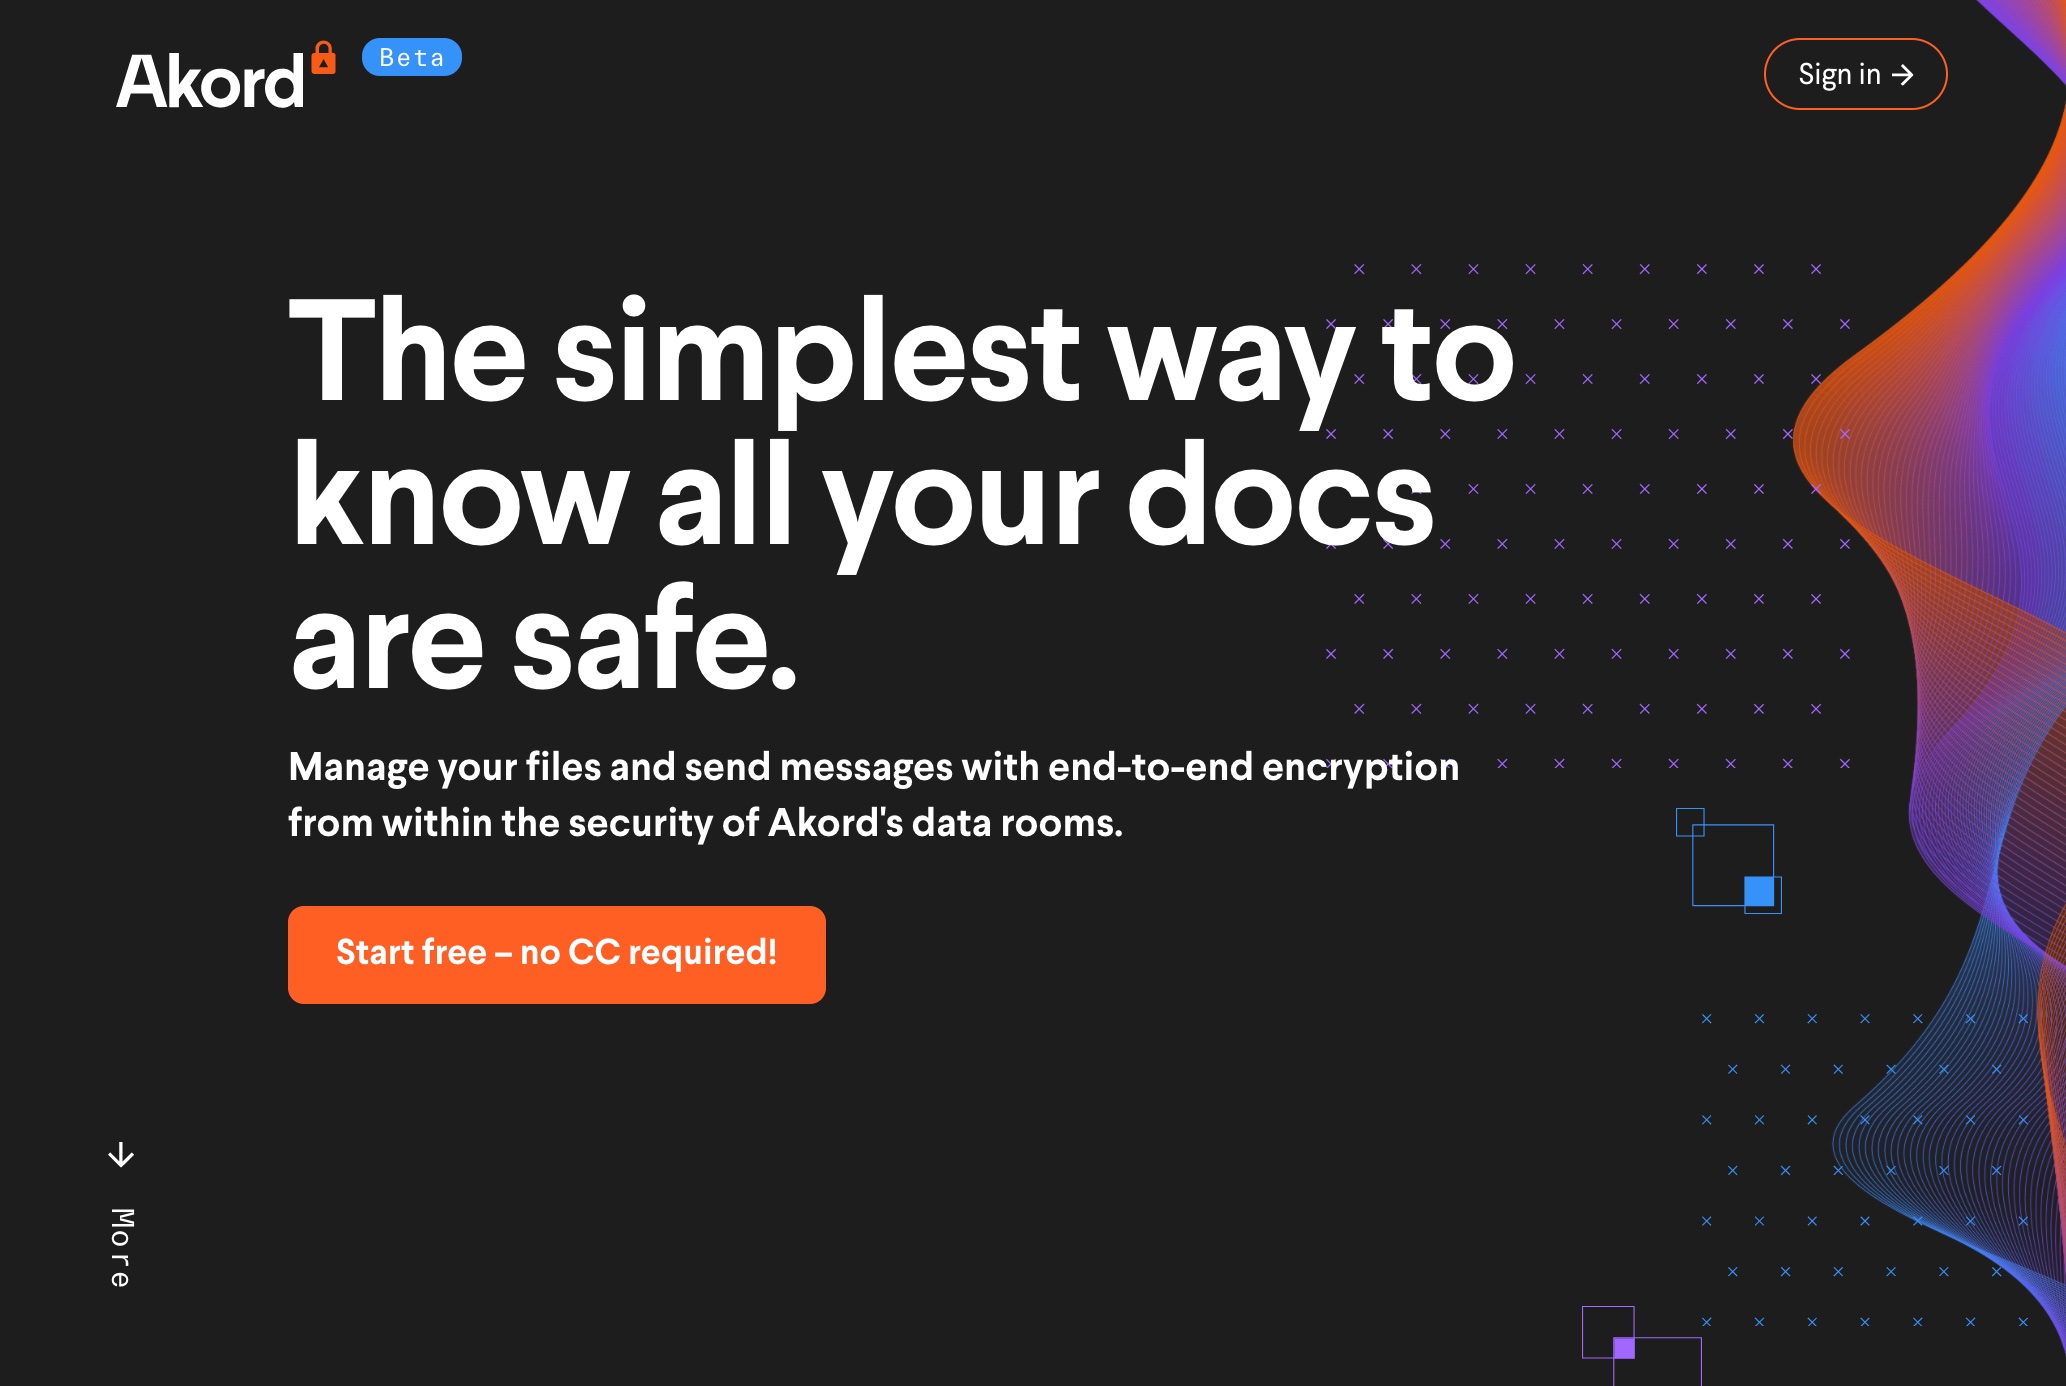 Akord
Beta
Sign in →
The simplest way to
know all your docs
are safe.
Manage your files and send messages with end-to-end encryption
from within the security of Akord's data rooms.
Start free – no CC required!
More